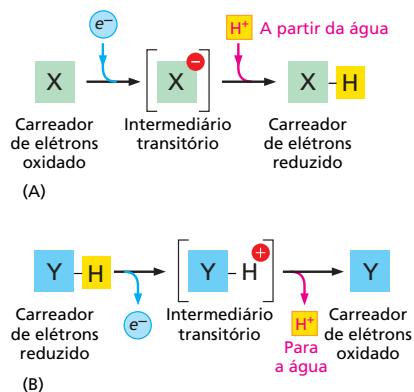 e⁻
H⁺ A partir da água
X
X
−
X H
Carreador
de elétrons
oxidado
Intermediário
transitório
Carreador
de elétrons
reduzido
(A)
Y H
Y H
+
Y
Carreador
de elétrons
reduzido
e⁻
Intermediário
transitório
H⁺
Para
a água
Carreador
de elétrons
oxidado
(B)